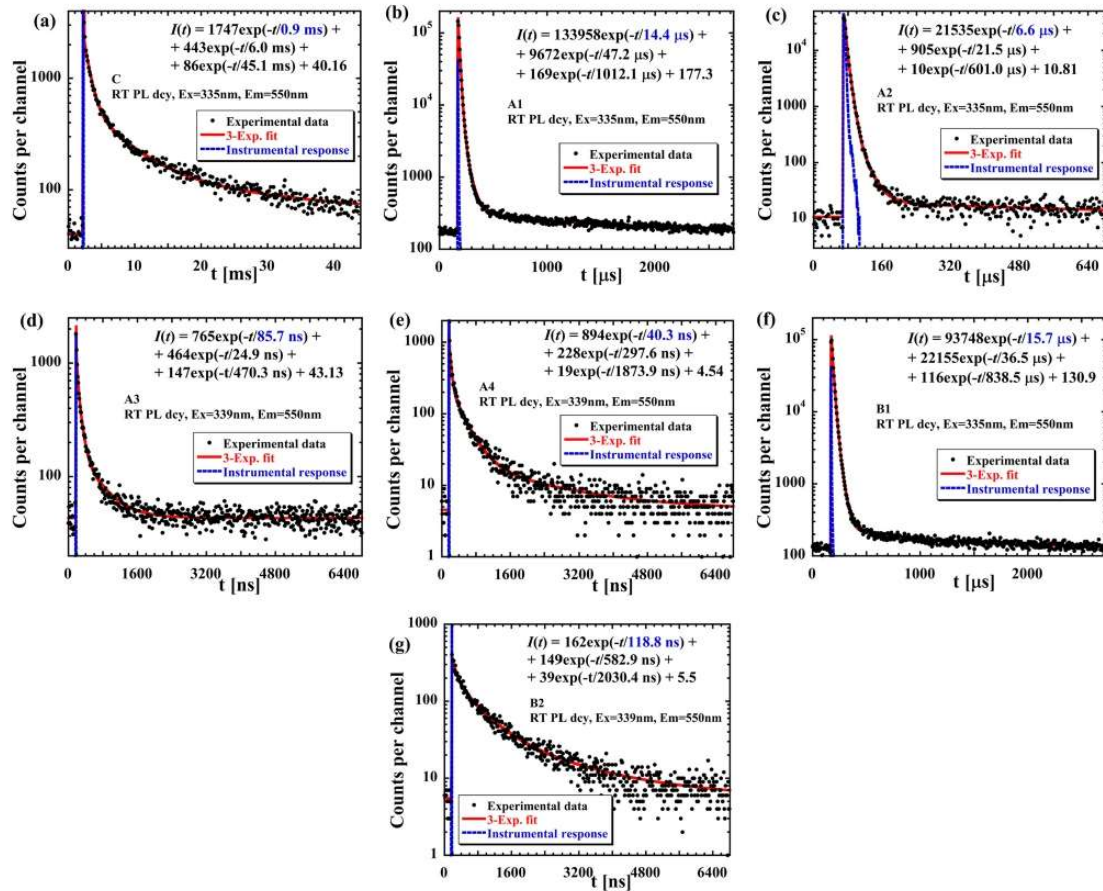 (a)
I(t) = 1747exp(-t/0.9 ms) +
+ 443exp(-t/6.0 ms) +
+ 86exp(-t/45.1 ms) + 40.16
C
RT PL dcy, Ex=335nm, Em=550nm
Experimental data
3-Exp. fit
Instrumental response
Counts per channel
1000
100
0 10 20 30 40
t [ms]
(b)
I(t) = 133958exp(-t/14.4 μs) +
+ 9672exp(-t/47.2 μs) +
+ 169exp(-t/1012.1 μs) + 177.3
A1
RT PL dcy, Ex=335nm, Em=550nm
Experimental data
3-Exp. fit
Instrumental response
Counts per channel
10^5
10^4
1000
100
0 1000 2000
t [μs]
(c)
I(t) = 21535exp(-t/6.6 μs) +
+ 905exp(-t/21.5 μs) +
+ 10exp(-t/601.0 μs) + 10.81
A2
RT PL dcy, Ex=335nm, Em=550nm
Experimental data
3-Exp. fit
Instrumental response
Counts per channel
10^4
1000
100
10
0 160 320 480 640
t [μs]
(d)
I(t) = 765exp(-t/85.7 ns) +
+ 464exp(-t/24.9 ns) +
+ 147exp(-t/470.3 ns) + 43.13
A3
RT PL dcy, Ex=339nm, Em=550nm
Experimental data
3-Exp. fit
Instrumental response
Counts per channel
1000
100
0 1600 3200 4800 6400
t [ns]
(e)
I(t) = 894exp(-t/40.3 ns) +
+ 228exp(-t/297.6 ns) +
+ 19exp(-t/1873.9 ns) + 4.54
A4
RT PL dcy, Ex=339nm, Em=550nm
Experimental data
3-Exp. fit
Instrumental response
Counts per channel
1000
100
10
1
0 1600 3200 4800 6400
t [ns]
(f)
I(t) = 93748exp(-t/15.7 μs) +
+ 22155exp(-t/36.5 μs) +
+ 116exp(-t/838.5 μs) + 130.9
B1
RT PL dcy, Ex=335nm, Em=550nm
Experimental data
3-Exp. fit
Instrumental response
Counts per channel
10^5
10^4
1000
100
0 1000 2000
t [μs]
(g)
I(t) = 162exp(-t/118.8 ns) +
+ 149exp(-t/582.9 ns) +
+ 39exp(-t/2030.4 ns) + 5.5
B2
RT PL dcy, Ex=339nm, Em=550nm
Experimental data
3-Exp. fit
Instrumental response
Counts per channel
1000
100
10
1
0 1600 3200 4800 6400
t [ns]